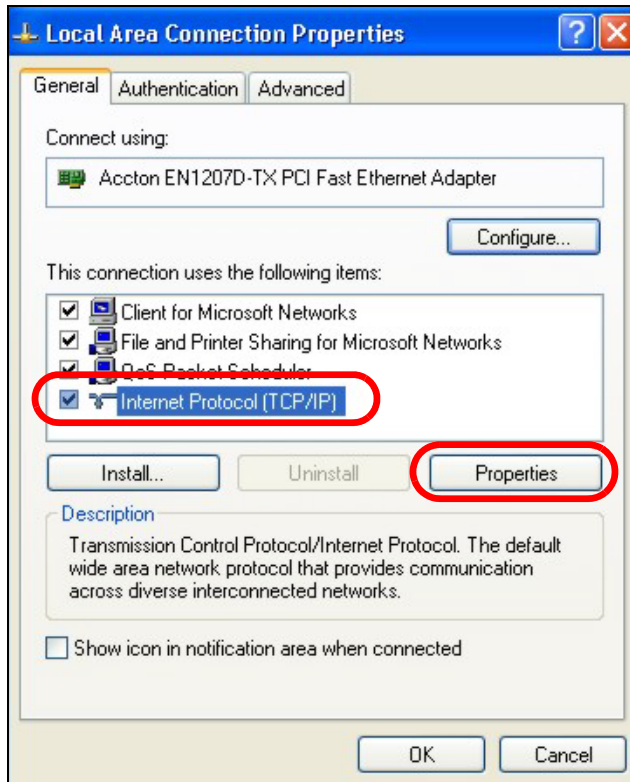 Local Area Connection Properties
General Authentication Advanced
Connect using:
Accton EN1207D-TX PCI Fast Ethernet Adapter
Configure...
This connection uses the following items:
Client for Microsoft Networks
File and Printer Sharing for Microsoft Networks
QoS Packet Scheduler
Internet Protocol (TCP/IP)
Install... Uninstall Properties
Description
Transmission Control Protocol/Internet Protocol. The default
wide area network protocol that provides communication
across diverse interconnected networks.
Show icon in notification area when connected
OK Cancel